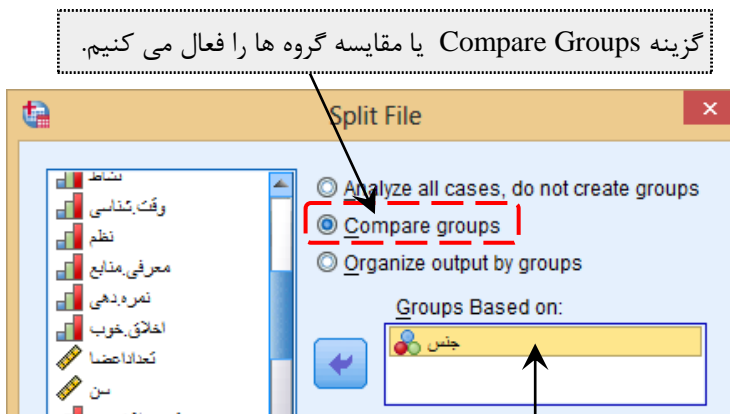 گزینه Compare Groups یا مقایسه گروه ها را فعال می کنیم.
Split File
نشاط
وقت.شناسی
نظم
معرفی.منابع
نمره.دهی
اخلاق.خوب
تعداداعضا
سن
Analyze all cases, do not create groups
Compare groups
Organize output by groups
Groups Based on:
جنس